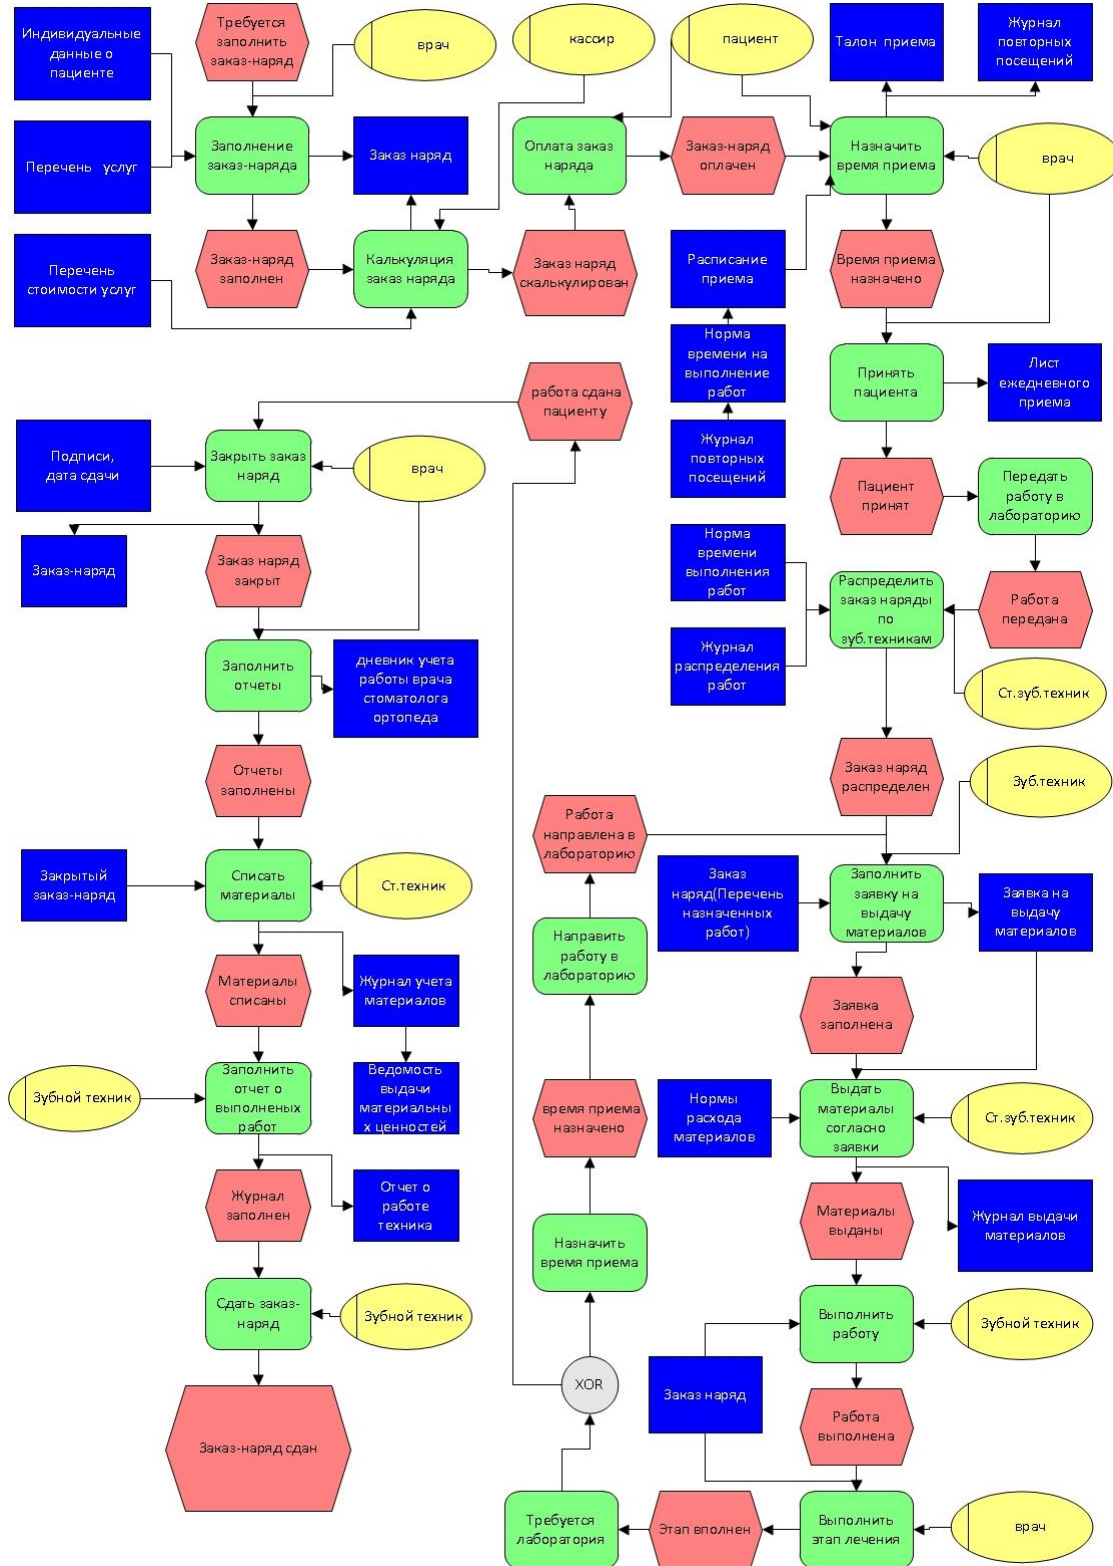 Индивидуальные
данные о
пациенте
Требуется
заполнить
заказ-наряд
врач
кассир
пациент
Талон приема
Журнал
повторных
посещений
Перечень услуг
Заполнение
заказ-наряда
Заказ наряд
Оплата заказ
наряда
Заказ-наряд
оплачен
Назначить
время приема
врач
Перечень
стоимости услуг
Заказ-наряд
заполнен
Калькуляция
заказ наряда
Заказ наряд
скалькулирован
Расписание
приема
Время приема
назначено
Норма
времени на
выполнение
работ
Принять
пациента
Лист
ежедневного
приема
работа сдана
пациенту
Подписи,
дата сдачи
Закрыть заказ
наряд
врач
Журнал
повторных
посещений
Пациент
принят
Передать
работу в
лабораторию
Заказ-наряд
Заказ наряд
закрыт
Норма
времени
выполнения
работ
Распределить
заказ наряды
по
зуб.техникам
Работа
передана
Заполнить
отчеты
дневник учета
работы врача
стоматолога
ортопеда
Журнал
распределения
работ
Ст.зуб.техник
Отчеты
заполнены
Заказ наряд
распределен
Зуб.техник
Работа
направлена в
лабораторию
Закрытый
заказ-наряд
Списать
материалы
Ст.техник
Заказ
наряд(Перечень
назначенных
работ)
Заполнить
заявку на
выдачу
материалов
Заявка на
выдачу
материалов
Направить
работу в
лабораторию
Материалы
списаны
Журнал учета
материалов
Заявка
заполнена
Зубной техник
Заполнить
отчет о
выполненых
работ
Ведомость
выдачи
материальны
х ценностей
время приема
назначено
Нормы
расхода
материалов
Выдать
материалы
согласно
заявки
Ст.зуб.техник
Журнал
заполнен
Отчет о
работе
техника
Назначить
время приема
Материалы
выданы
Журнал выдачи
материалов
Сдать заказ-
наряд
Зубной техник
Выполнить
работу
Зубной техник
XOR
Заказ наряд
Работа
выполнена
Заказ-наряд сдан
Требуется
лаборатория
Этап вполнен
Выполнить
этап лечения
врач